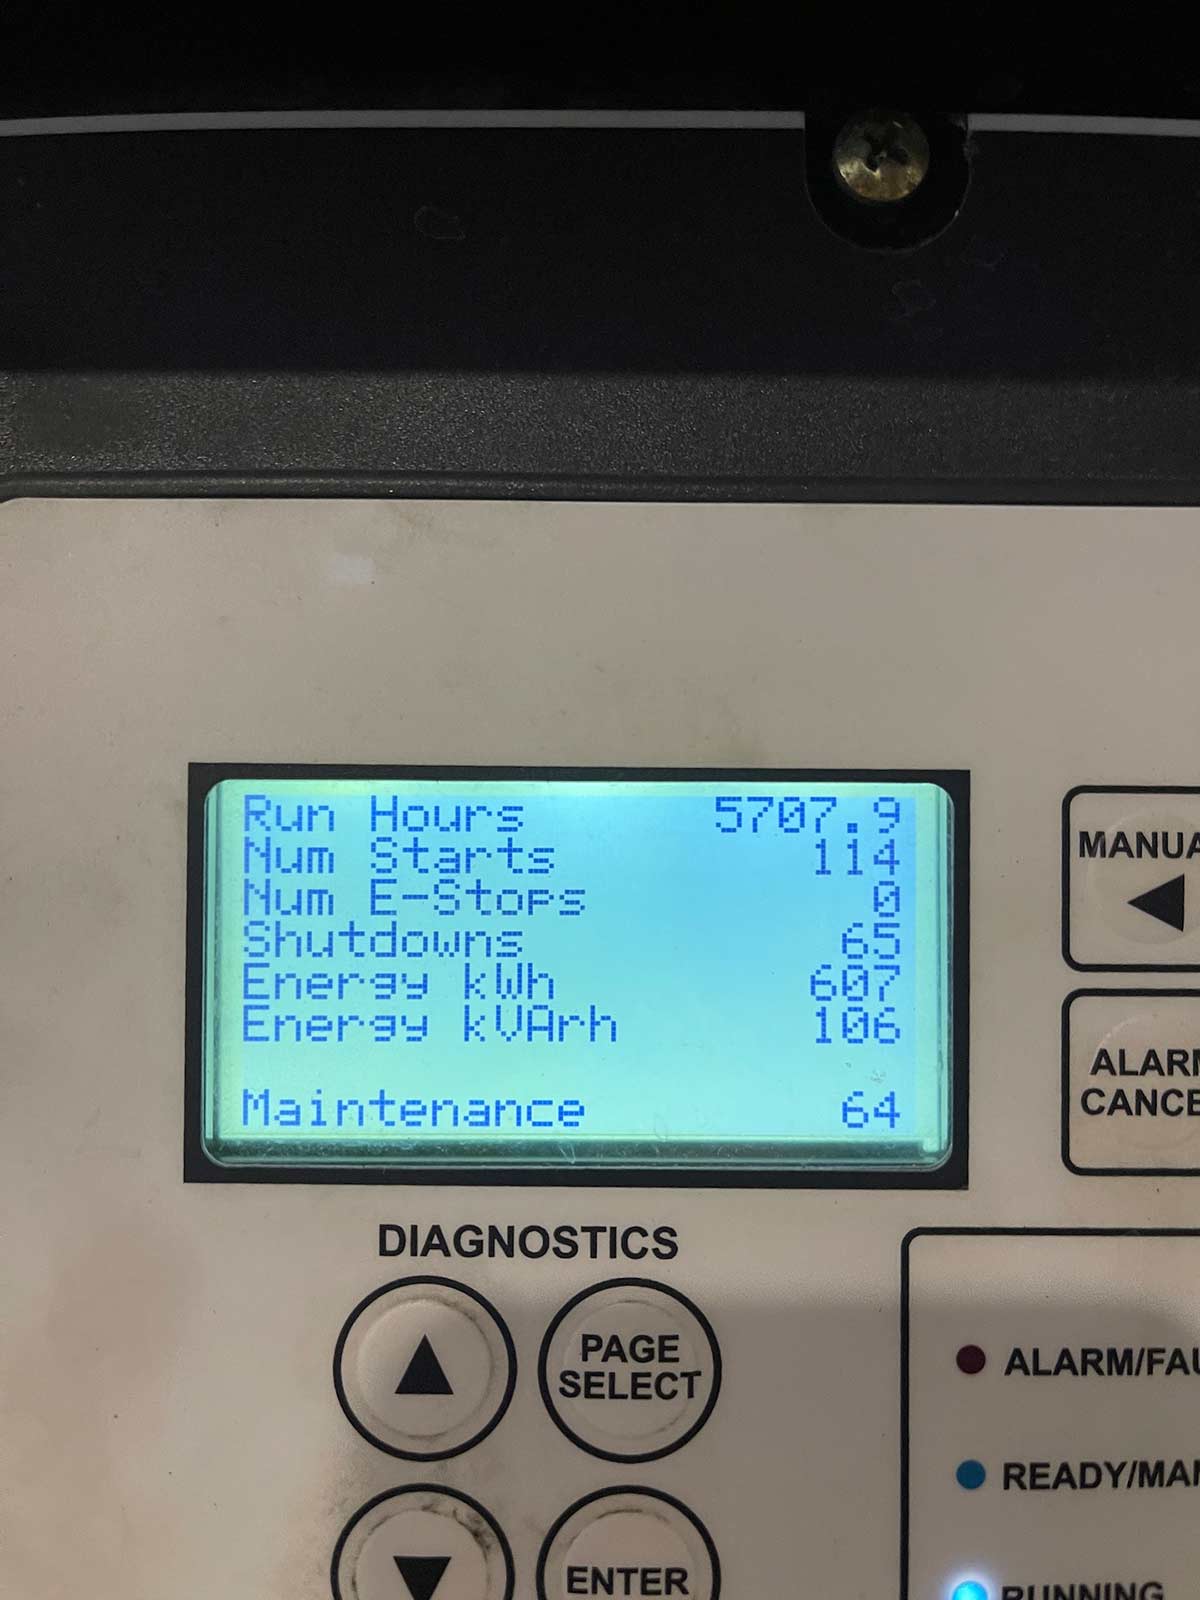 Run Hours 5707.9
Num Starts 114
Num E-Stops 0
Shutdowns 65
Energy kWh 607
Energy kVArh 106
Maintenance 64
MANUA
ALARM
CANCE
DIAGNOSTICS
PAGE
SELECT
ENTER
ALARM/FAU
READY/MAN
RUNNING